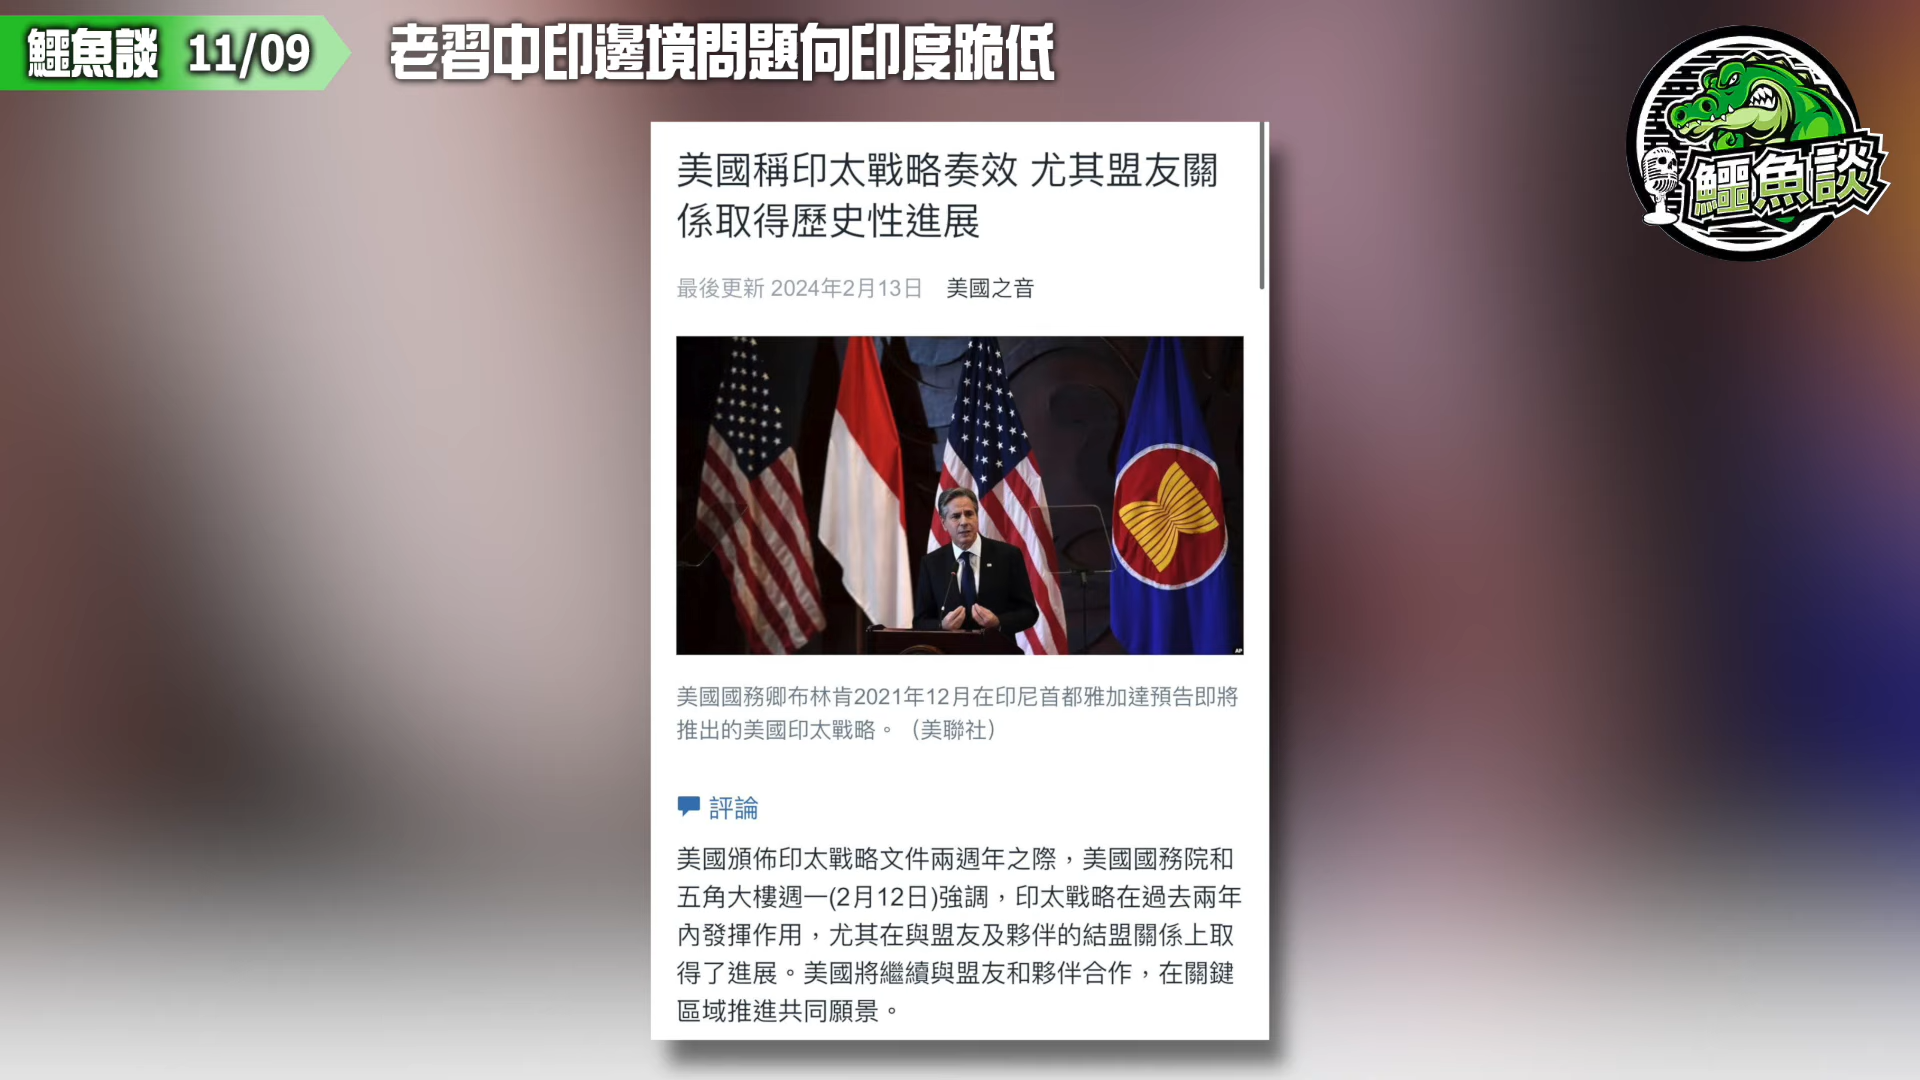 鱷魚談 11/09 老習中印邊境問題向印度跪低
鱷魚談
美國稱印太戰略奏效 尤其盟友關
係取得歷史性進展
最後更新 2024年2月13日 美國之音
AP
美國國務卿布林肯2021年12月在印尼首都雅加達預告即將
推出的美國印太戰略。（美聯社）
評論
美國頒佈印太戰略文件兩週年之際，美國國務院和
五角大樓週一(2月12日)強調，印太戰略在過去兩年
內發揮作用，尤其在與盟友及夥伴的結盟關係上取
得了進展。美國將繼續與盟友和夥伴合作，在關鍵
區域推進共同願景。